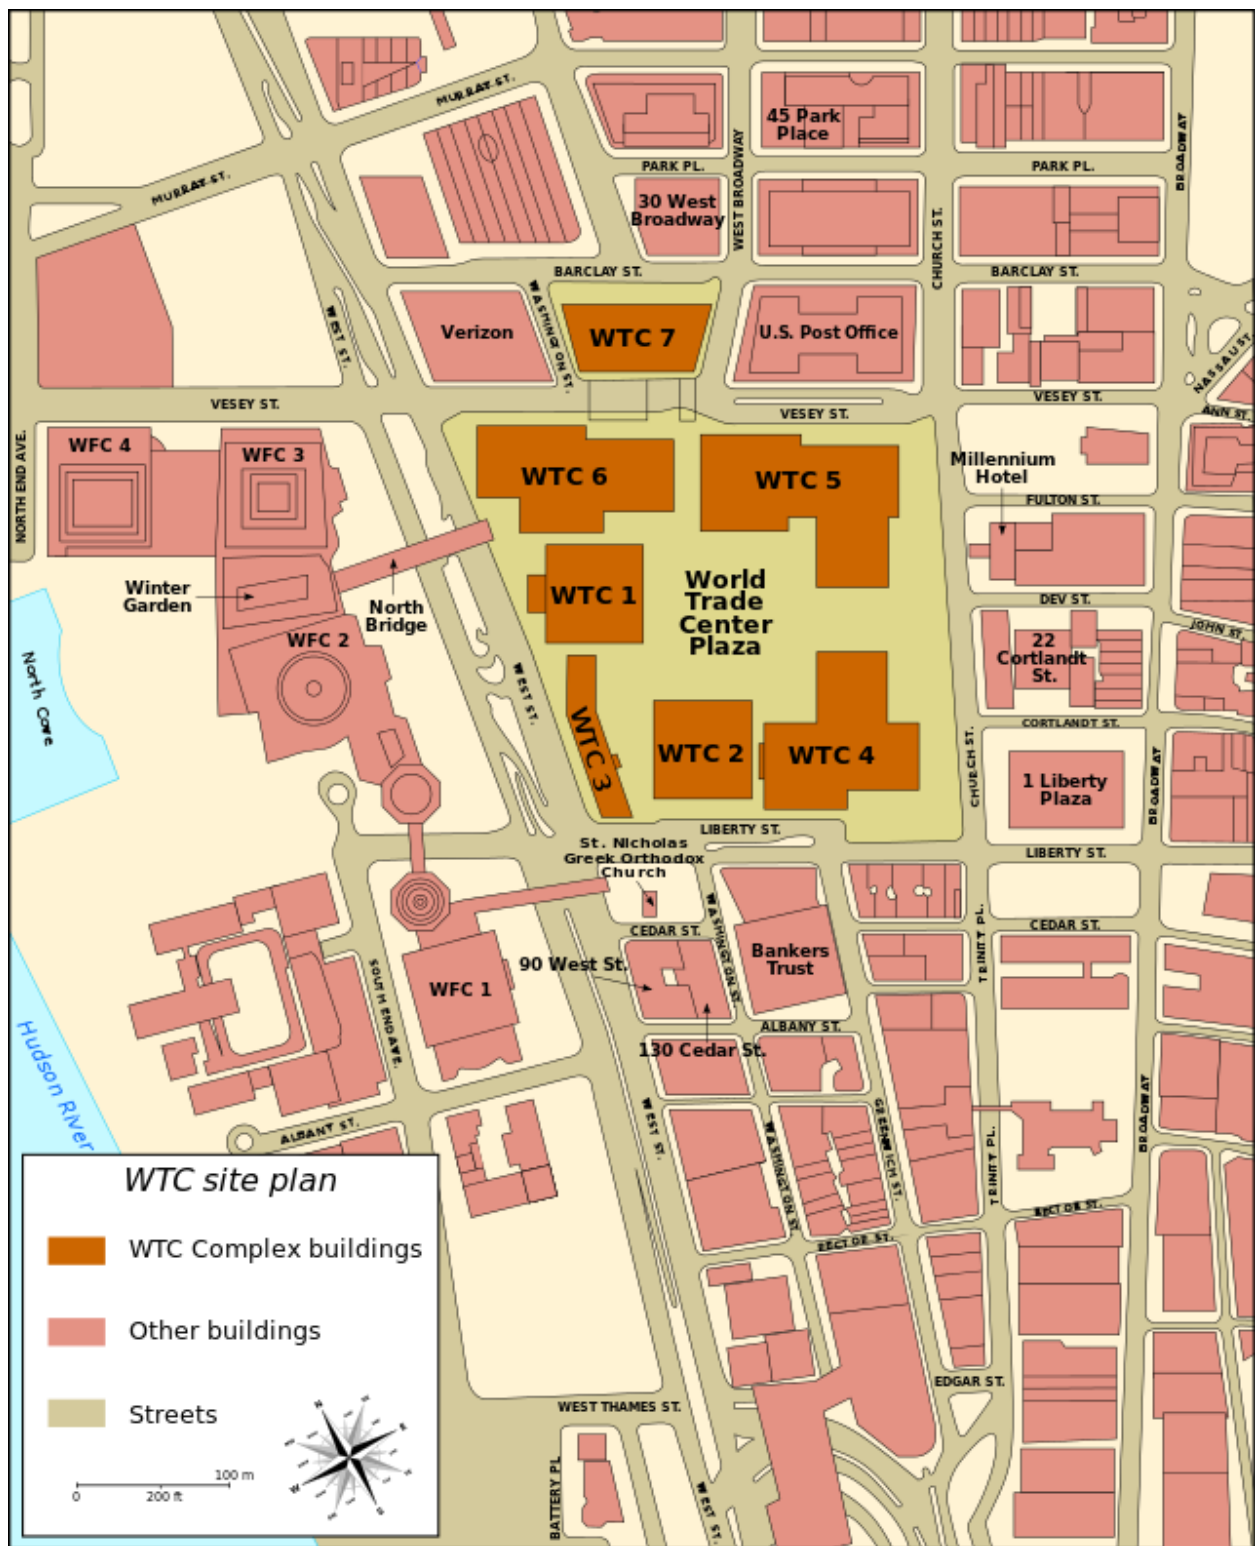 MURRAY ST.
45 Park
Place
WEST BROADWAY
BROADWAY
MURRAY ST.
PARK PL.
PARK PL.
30 West
Broadway
CHURCH ST.
BARCLAY ST.
BARCLAY ST.
WASHINGTON ST.
WEST ST.
Verizon
WTC 7
U.S. Post Office
NASSAU ST.
VESEY ST.
VESEY ST.
VESEY ST.
ANN ST.
NORTH END AVE.
WFC 4
WFC 3
WTC 6
WTC 5
Millennium
Hotel
FULTON ST.
Winter
Garden
North
Bridge
WTC 1
World
Trade
Center
Plaza
DEV ST.
JOHN ST.
WFC 2
22
Cortlandt
St.
North Cove
WEST ST.
CORTLANDT ST.
WTC 3
WTC 2
WTC 4
CHURCH ST.
1 Liberty
Plaza
BROADWAY
LIBERTY ST.
LIBERTY ST.
St. Nicholas
Greek Orthodox
Church
WASHINGTON ST.
TRINITY PL.
CEDAR ST.
CEDAR ST.
90 West St.
Bankers
Trust
SOUTH END AVE.
WFC 1
ALBANY ST.
130 Cedar St.
Hudson River
WEST ST.
ALBANY ST.
WASHINGTON ST
GREENWICH ST.
TRINITY PL.
BROADWAY
RECTOR ST.
RECTOR ST.
EDGAR ST.
WEST THAMES ST.
BATTERY PL
WEST ST.
WTC site plan
WTC Complex buildings
Other buildings
Streets
100 m
0
200 ft
N
E
W
S